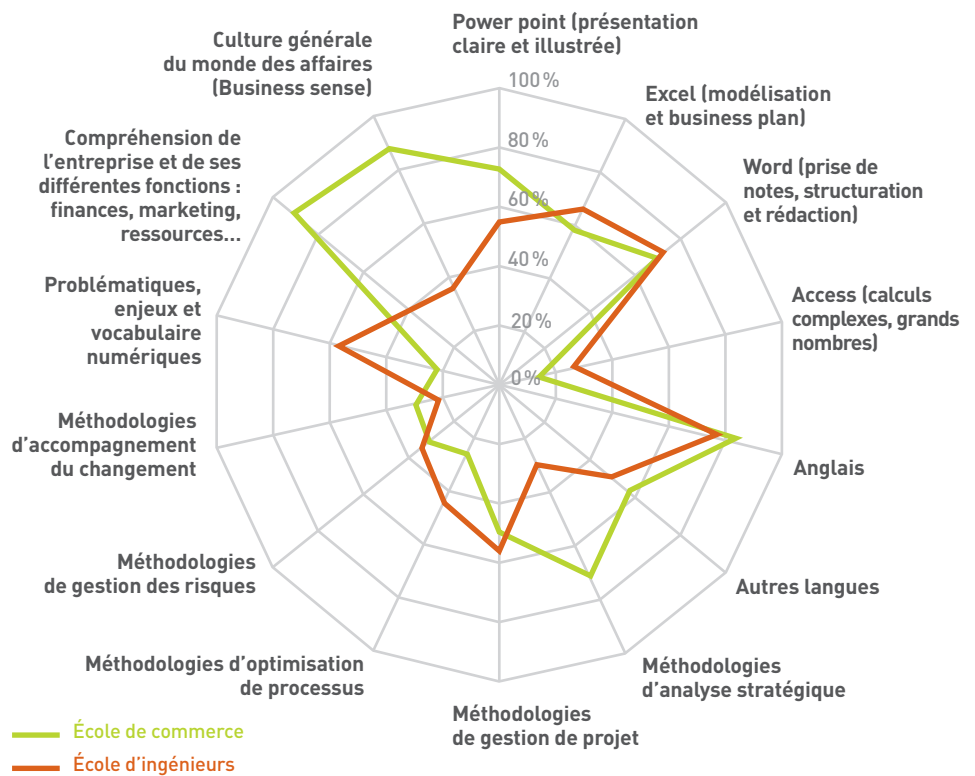 Power point (présentation
claire et illustrée)
Excel (modélisation
et business plan)
Word (prise de
notes, structuration
et rédaction)
Access (calculs
complexes, grands
nombres)
Anglais
Autres langues
Méthodologies
d’analyse stratégique
Méthodologies
de gestion de projet
Méthodologies d’optimisation
de processus
Méthodologies
de gestion des risques
Méthodologies
d’accompagnement
du changement
Problématiques,
enjeux et
vocabulaire
numériques
Compréhension de
l’entreprise et de ses
différentes fonctions :
finances, marketing,
ressources...
Culture générale
du monde des affaires
(Business sense)
100 %
80 %
60 %
40 %
20 %
0 %
École de commerce
École d’ingénieurs